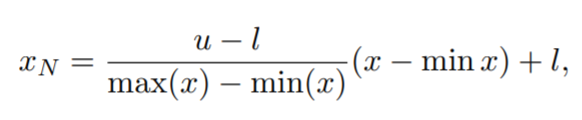 x_N = \frac{u - l}{\max(x) - \min(x)}(x - \min x) + l,